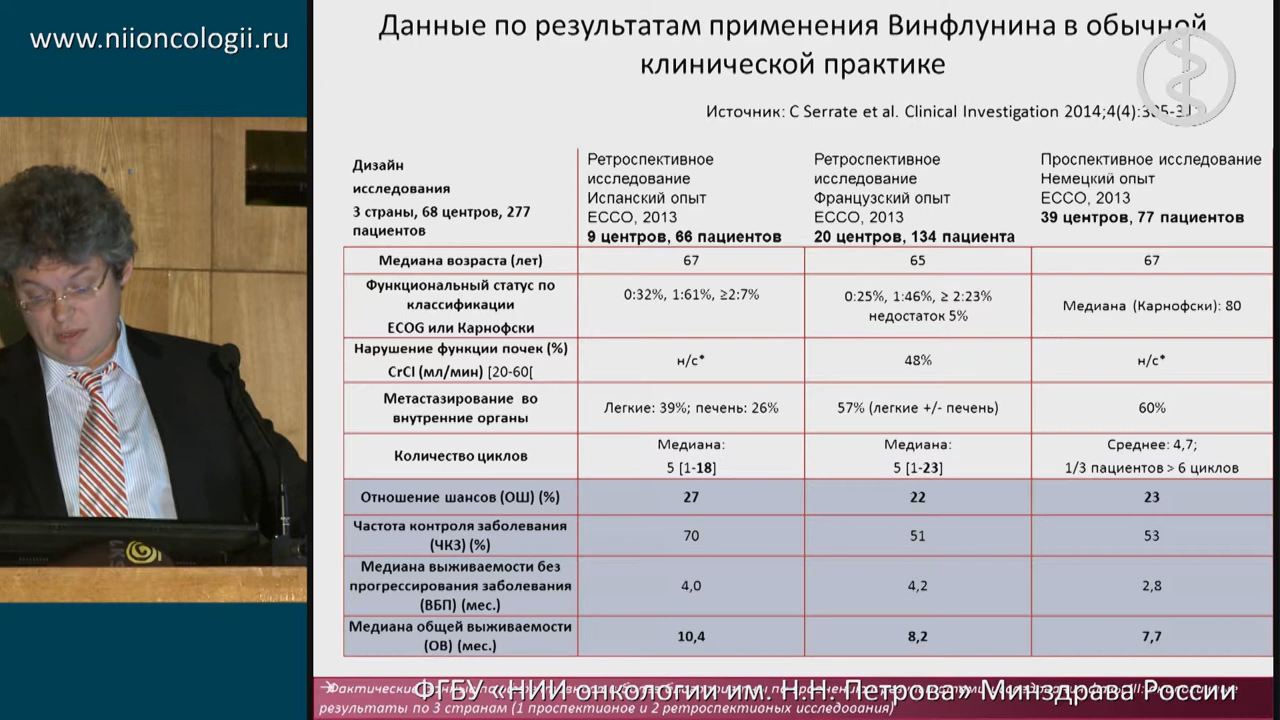 www.niioncologii.ru
Данные по результатам применения Винфлунина в обычной
клинической практике
Источник: C Serrate et al. Clinical Investigation 2014;4(4):305-3
Дизайн
исследования
3 страны, 68 центров, 277
пациентов
Ретроспективное
исследование
Испанский опыт
ECCO, 2013
9 центров, 66 пациентов
Ретроспективное
исследование
Французский опыт
ECCO, 2013
20 центров, 134 пациента
Проспективное исследование
Немецкий опыт
ECCO, 2013
39 центров, 77 пациентов
Медиана возраста (лет)
67
65
67
Функциональный статус по
классификации
ECOG или Карнофски
0:32%, 1:61%, ≥2:7%
0:25%, 1:46%, ≥ 2:23%
недостаток 5%
Медиана (Карнофски): 80
Нарушение функции почек (%)
CrCl (мл/мин) [20-60[
н/с*
48%
н/с*
Метастазирование во
внутренние органы
Легкие: 39%; печень: 26%
57% (легкие +/- печень)
60%
Количество циклов
Медиана:
5 [1-18]
Медиана:
5 [1-23]
Среднее: 4,7;
1/3 пациентов > 6 циклов
Отношение шансов (ОШ) (%)
27
22
23
Частота контроля заболевания
(ЧКЗ) (%)
70
51
53
Медиана выживаемости без
прогрессирования заболевания
(ВБП) (мес.)
4,0
4,2
2,8
Медиана общей выживаемости
(ОВ) (мес.)
10,4
8,2
7,7
ФГБУ «НИИ онкологии им. Н.Н. Петрова» Минздрава России
результаты по 3 странам (1 проспективное и 2 ретроспективных исследования)